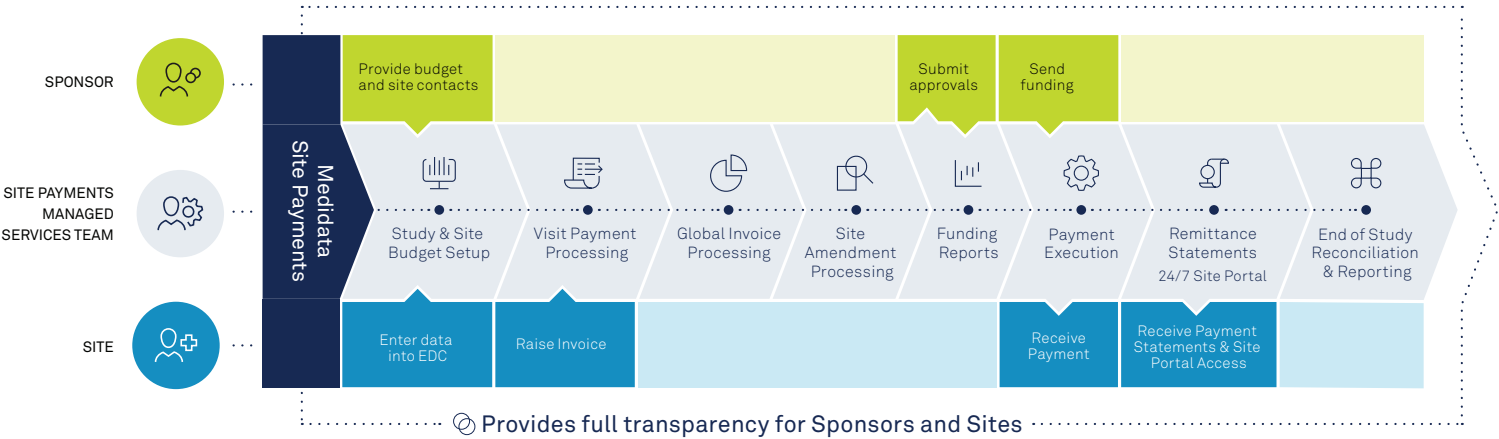 SPONSOR
Provide budget
and site contacts
Submit
approvals
Send
funding
SITE PAYMENTS
MANAGED
SERVICES TEAM
Medidata
Site Payments
Study & Site
Budget Setup
Visit Payment
Processing
Global Invoice
Processing
Site
Amendment
Processing
Funding
Reports
Payment
Execution
Remittance
Statements
24/7 Site Portal
End of Study
Reconciliation
& Reporting
SITE
Enter data
into EDC
Raise Invoice
Receive
Payment
Receive Payment
Statements & Site
Portal Access
Provides full transparency for Sponsors and Sites